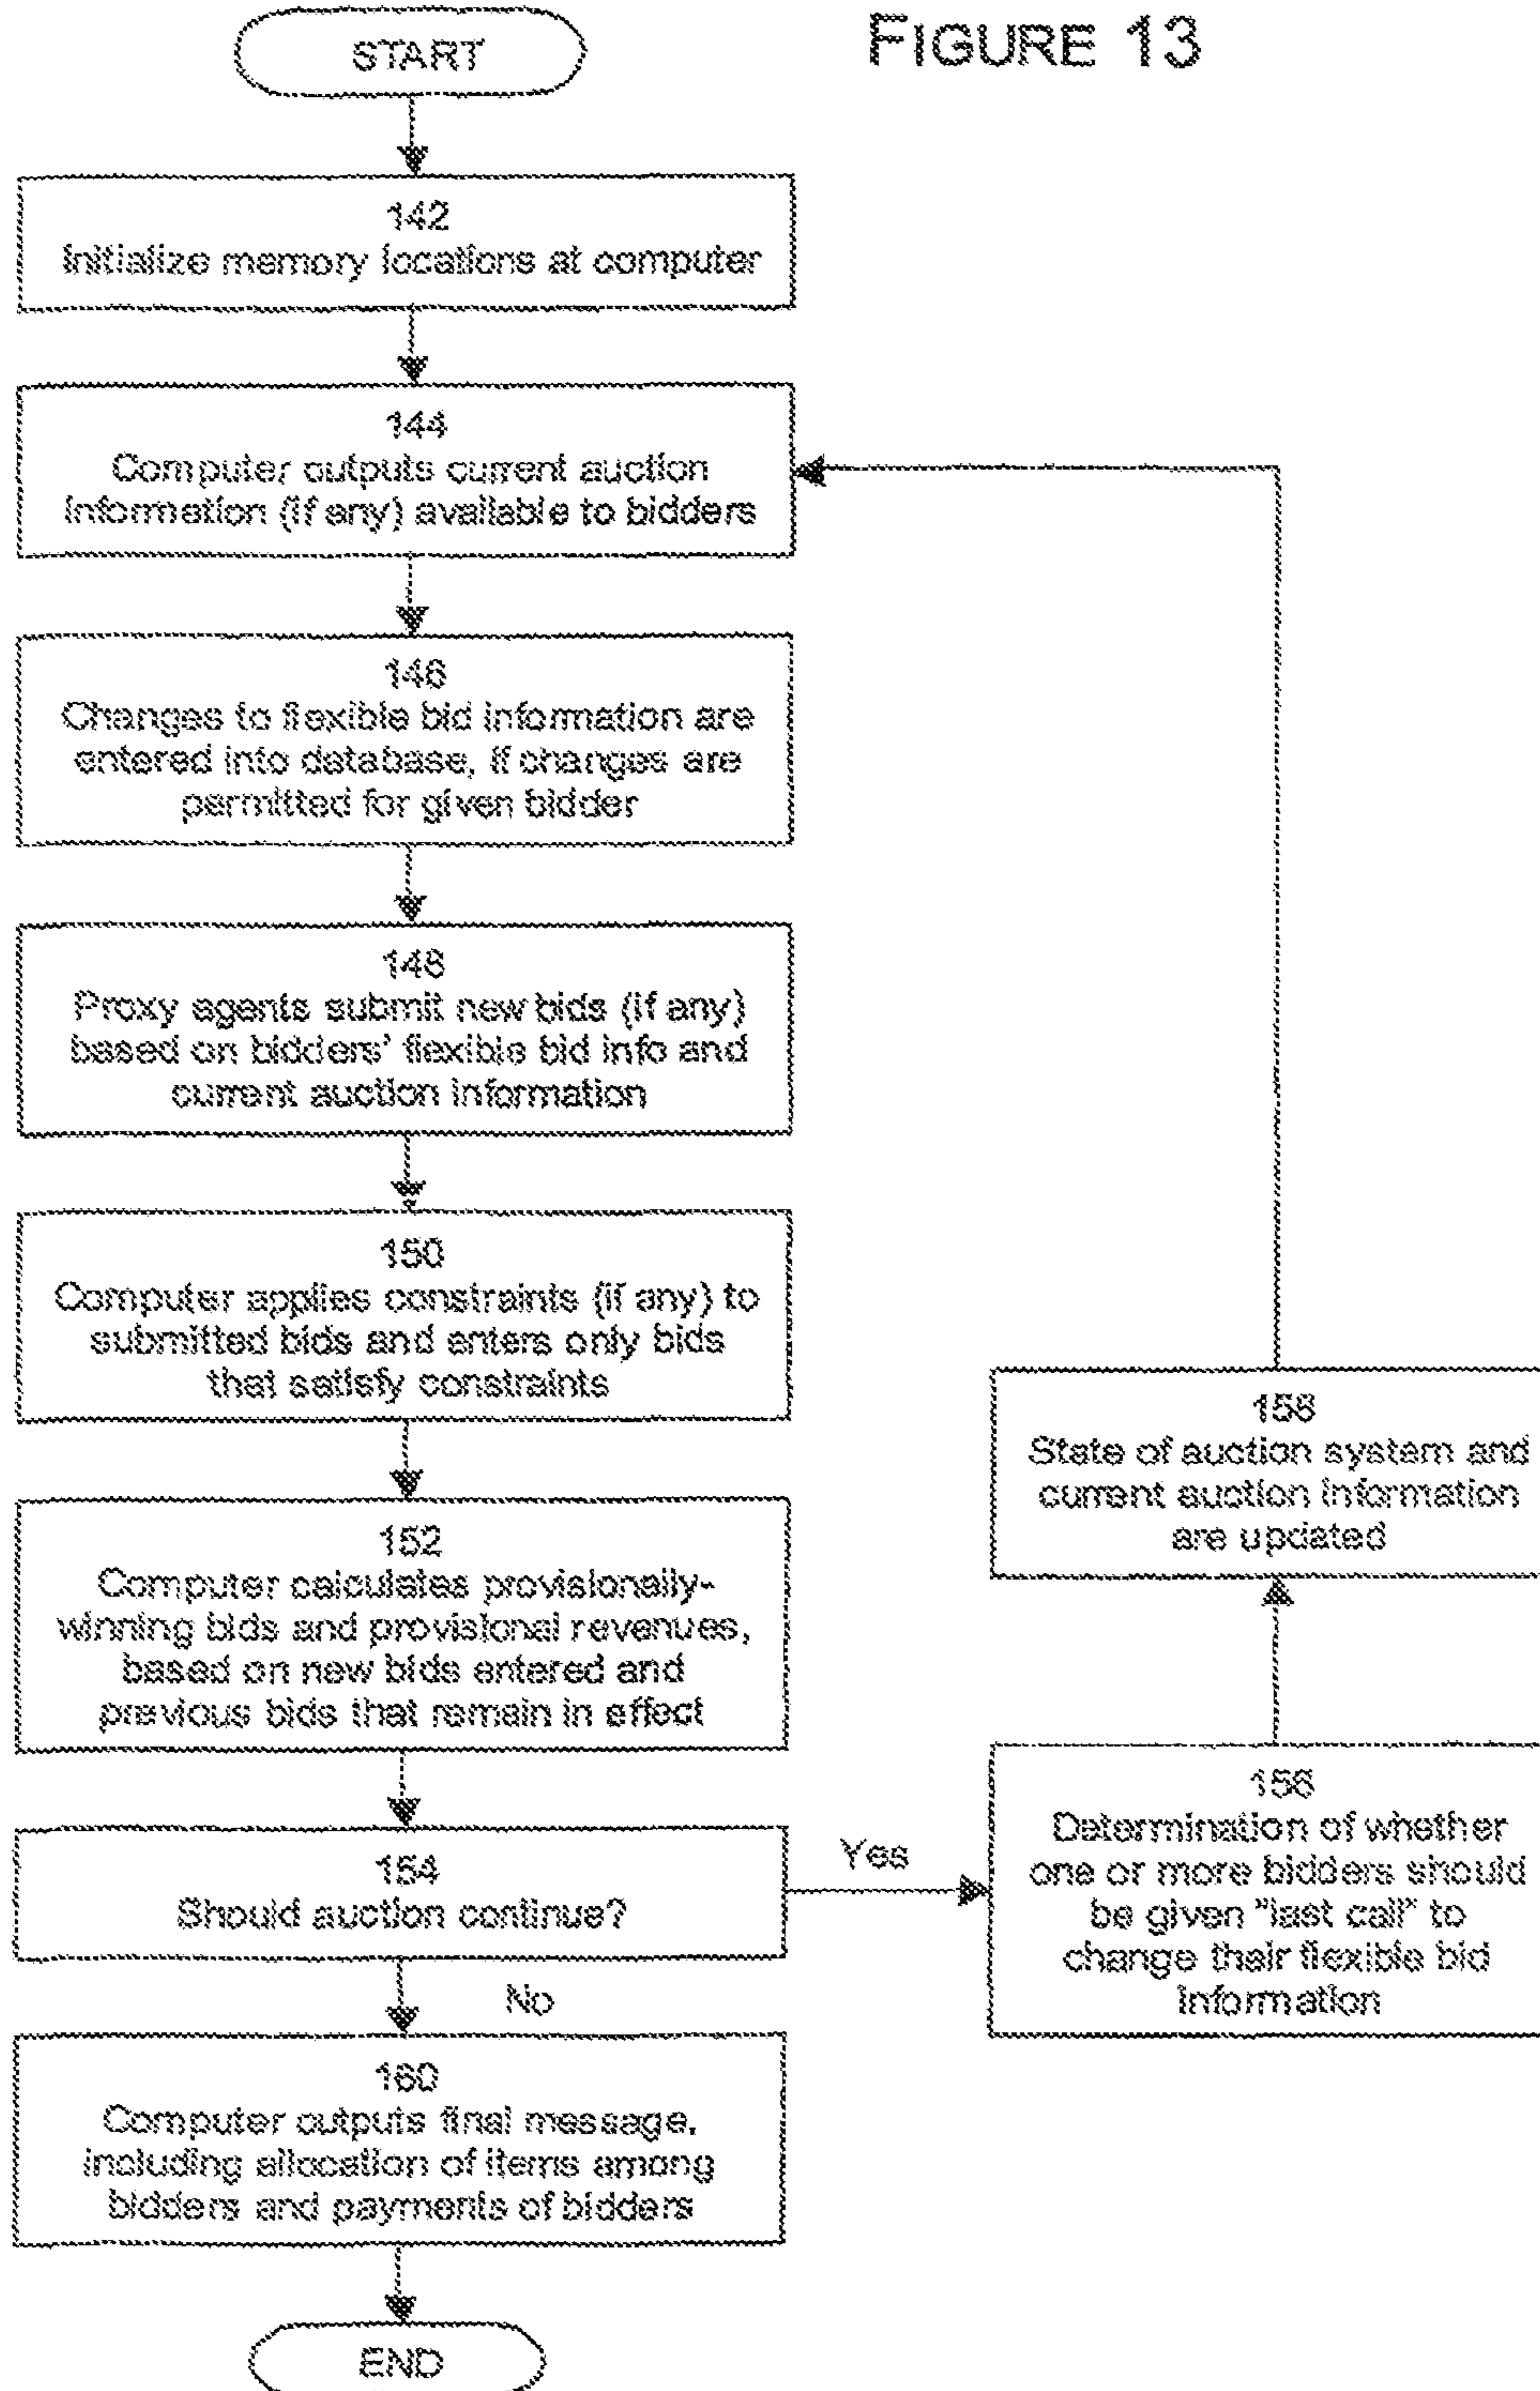 FIGURE 13
START
142
Initialize memory locations at computer
144
Computer outputs current auction
information (if any) available to bidders
146
Changes to flexible bid information are
entered into database, if changes are
permitted for given bidder
148
Proxy agents submit new bids (if any)
based on bidders' flexible bid info and
current auction information
150
Computer applies constraints (if any) to
submitted bids and enters only bids
that satisfy constraints
152
Computer calculates provisionally-
winning bids and provisional revenues,
based on new bids entered and
previous bids that remain in effect
154
Should auction continue?
Yes
No
156
Determination of whether
one or more bidders should
be given "last call" to
change their flexible bid
information
158
State of auction system and
current auction information
are updated
160
Computer outputs final message,
including allocation of items among
bidders and payments of bidders
END